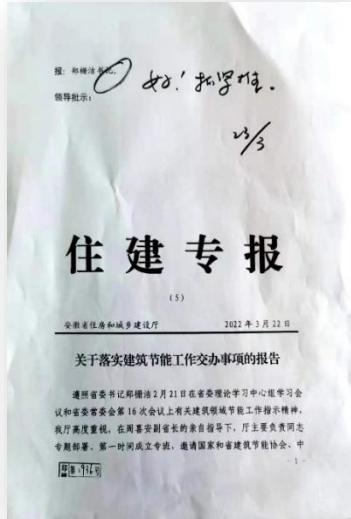 报：郑栅洁书记。
领导批示：
好！抓紧推。
23/3
住建专报
（5）
安徽省住房和城乡建设厅 2022年3月22日
关于落实建筑节能工作交办事项的报告
遵照省委书记郑栅洁2月21日在省委理论学习中心组学习会
议和省委常委会第16次会议上有关建筑领域节能工作指示精神，
我厅高度重视，在周喜安副省长的亲自指导下，厅主要负责同志
专题部署。第一时间成立专班，邀请国家和省建筑节能协会、中
- 1 -
936号